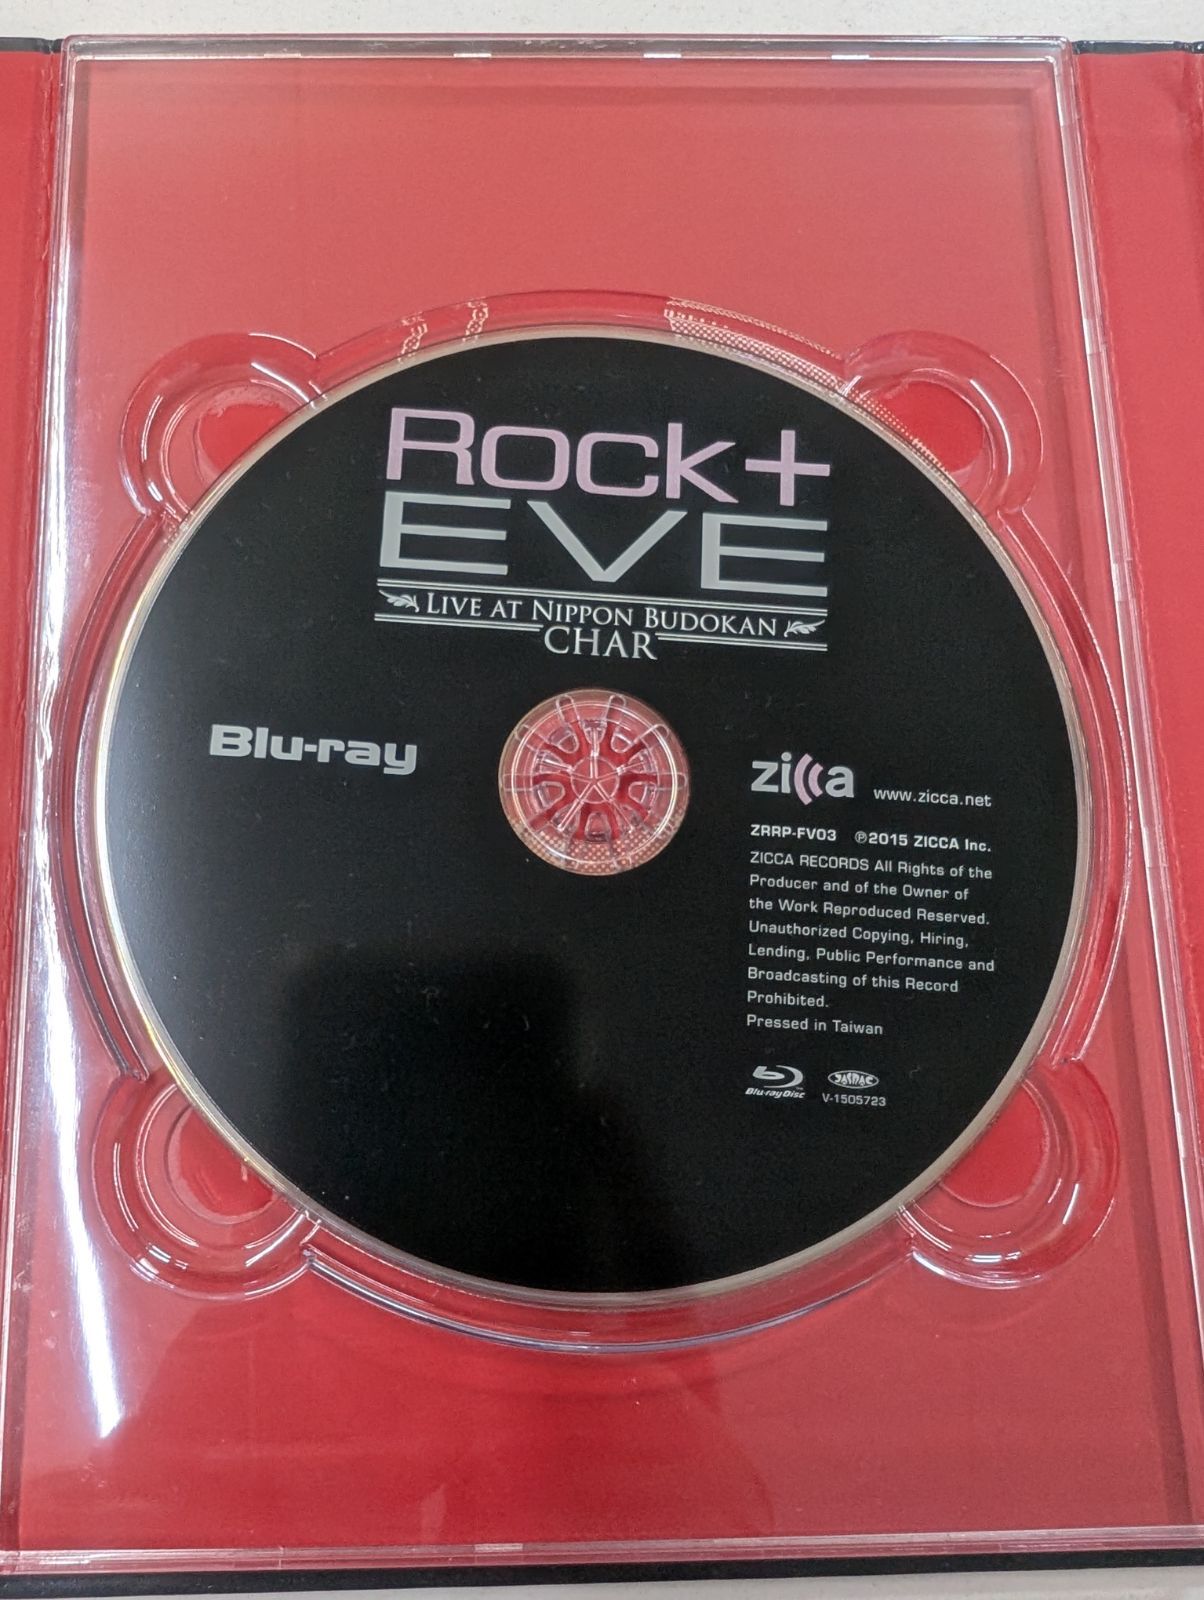 ROCK+
EVE
LIVE AT NIPPON BUDOKAN
CHAR
Blu-ray
zicca www.zicca.net
ZRRP-FV03 ℗2015 ZICCA Inc.
ZICCA RECORDS All Rights of the
Producer and of the Owner of
the Work Reproduced Reserved.
Unauthorized Copying, Hiring,
Lending, Public Performance and
Broadcasting of this Record
Prohibited.
Pressed in Taiwan
Blu-ray Disc JASRAC
V-1505723